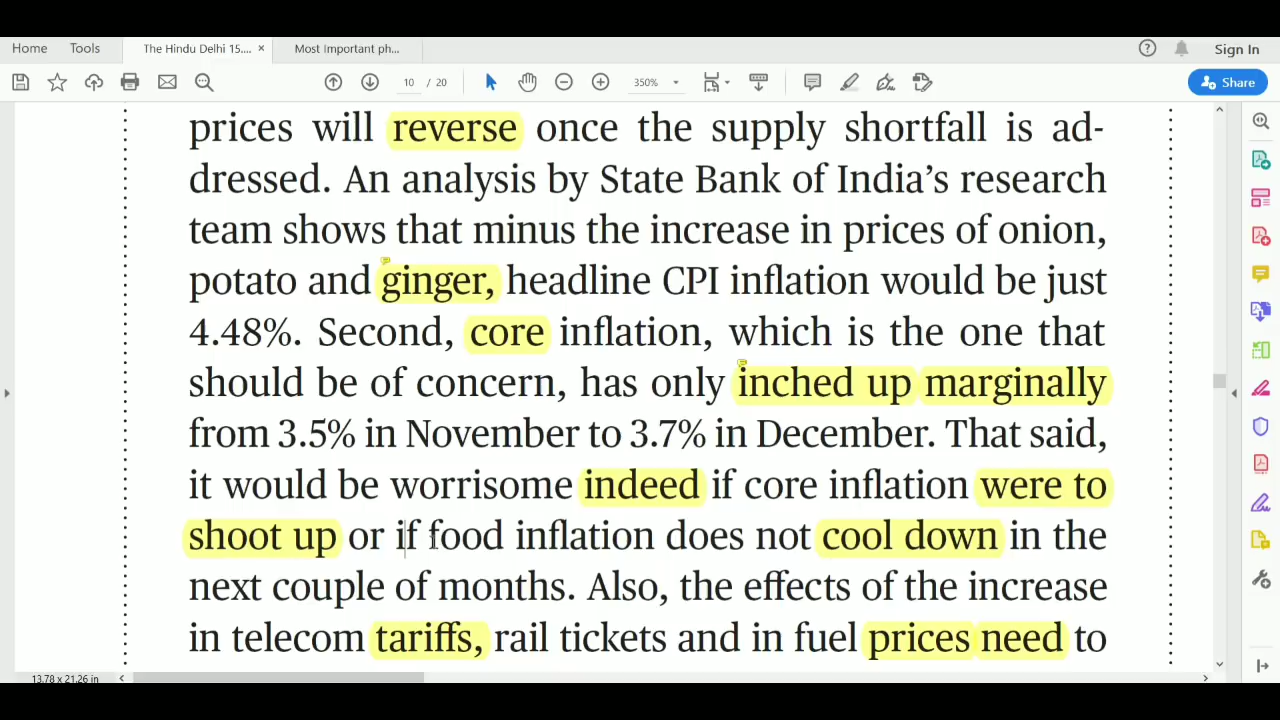 Home Tools The Hindu Delhi 15.... × Most Important ph... Sign In
10 / 20 350% Share
prices will reverse once the supply shortfall is ad-
dressed. An analysis by State Bank of India’s research
team shows that minus the increase in prices of onion,
potato and ginger, headline CPI inflation would be just
4.48%. Second, core inflation, which is the one that
should be of concern, has only inched up marginally
from 3.5% in November to 3.7% in December. That said,
it would be worrisome indeed if core inflation were to
shoot up or if food inflation does not cool down in the
next couple of months. Also, the effects of the increase
in telecom tariffs, rail tickets and in fuel prices need to
13.78 x 21.26 in